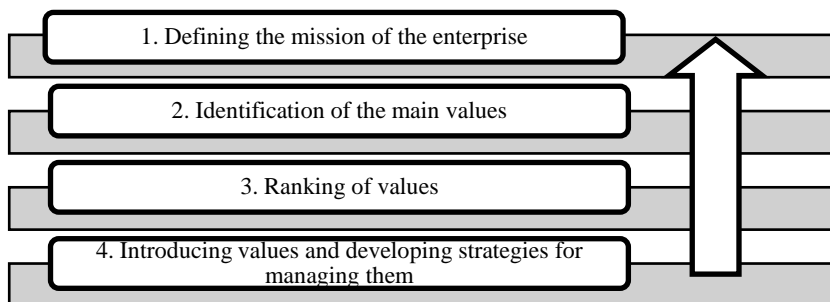 1. Defining the mission of the enterprise
2. Identification of the main values
3. Ranking of values
4. Introducing values and developing strategies for
managing them